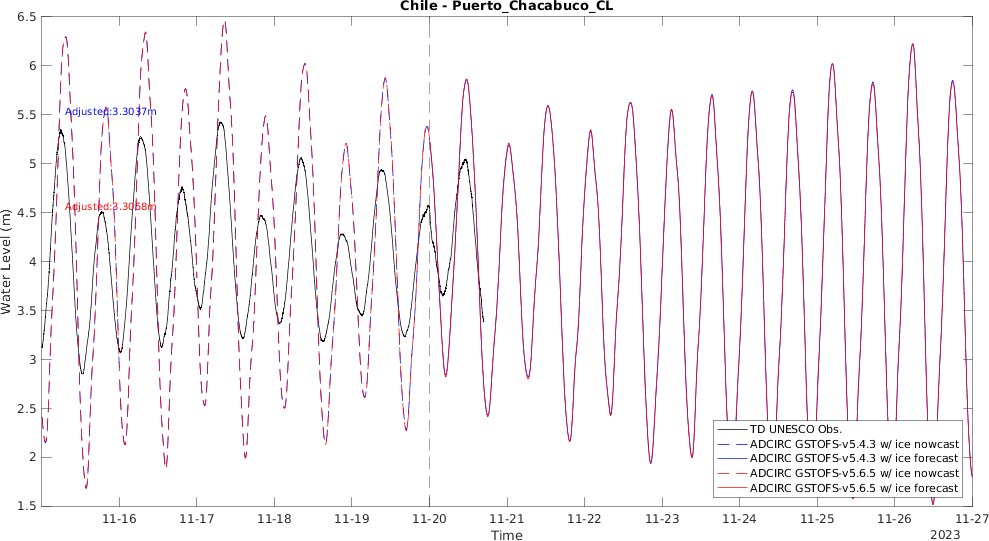 Chile - Puerto_Chacabuco_CL
Water Level (m)
6.5
6
5.5
5
4.5
4
3.5
3
2.5
2
1.5
Adjusted:3.3037m
Adjusted:3.3058m
TD UNESCO Obs.
ADCIRC GSTOFS-v5.4.3 w/ ice nowcast
ADCIRC GSTOFS-v5.4.3 w/ ice forecast
ADCIRC GSTOFS-v5.6.5 w/ ice nowcast
ADCIRC GSTOFS-v5.6.5 w/ ice forecast
11-16 11-17 11-18 11-19 11-20 11-21 11-22 11-23 11-24 11-25 11-26 11-27
Time
2023